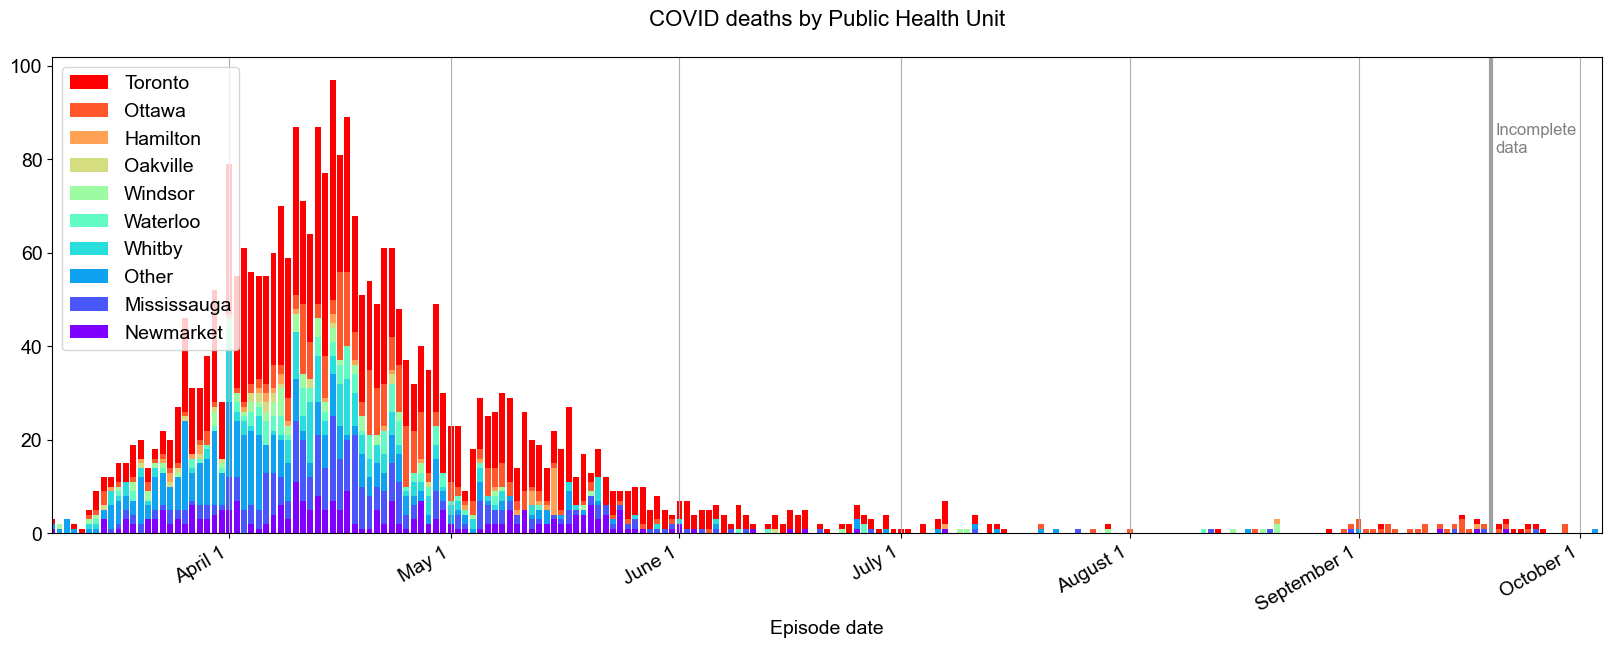 COVID deaths by Public Health Unit
100
80
60
40
20
0
Toronto
Ottawa
Hamilton
Oakville
Windsor
Waterloo
Whitby
Other
Mississauga
Newmarket
Incomplete
data
April 1
May 1
June 1
July 1
August 1
September 1
October 1
Episode date